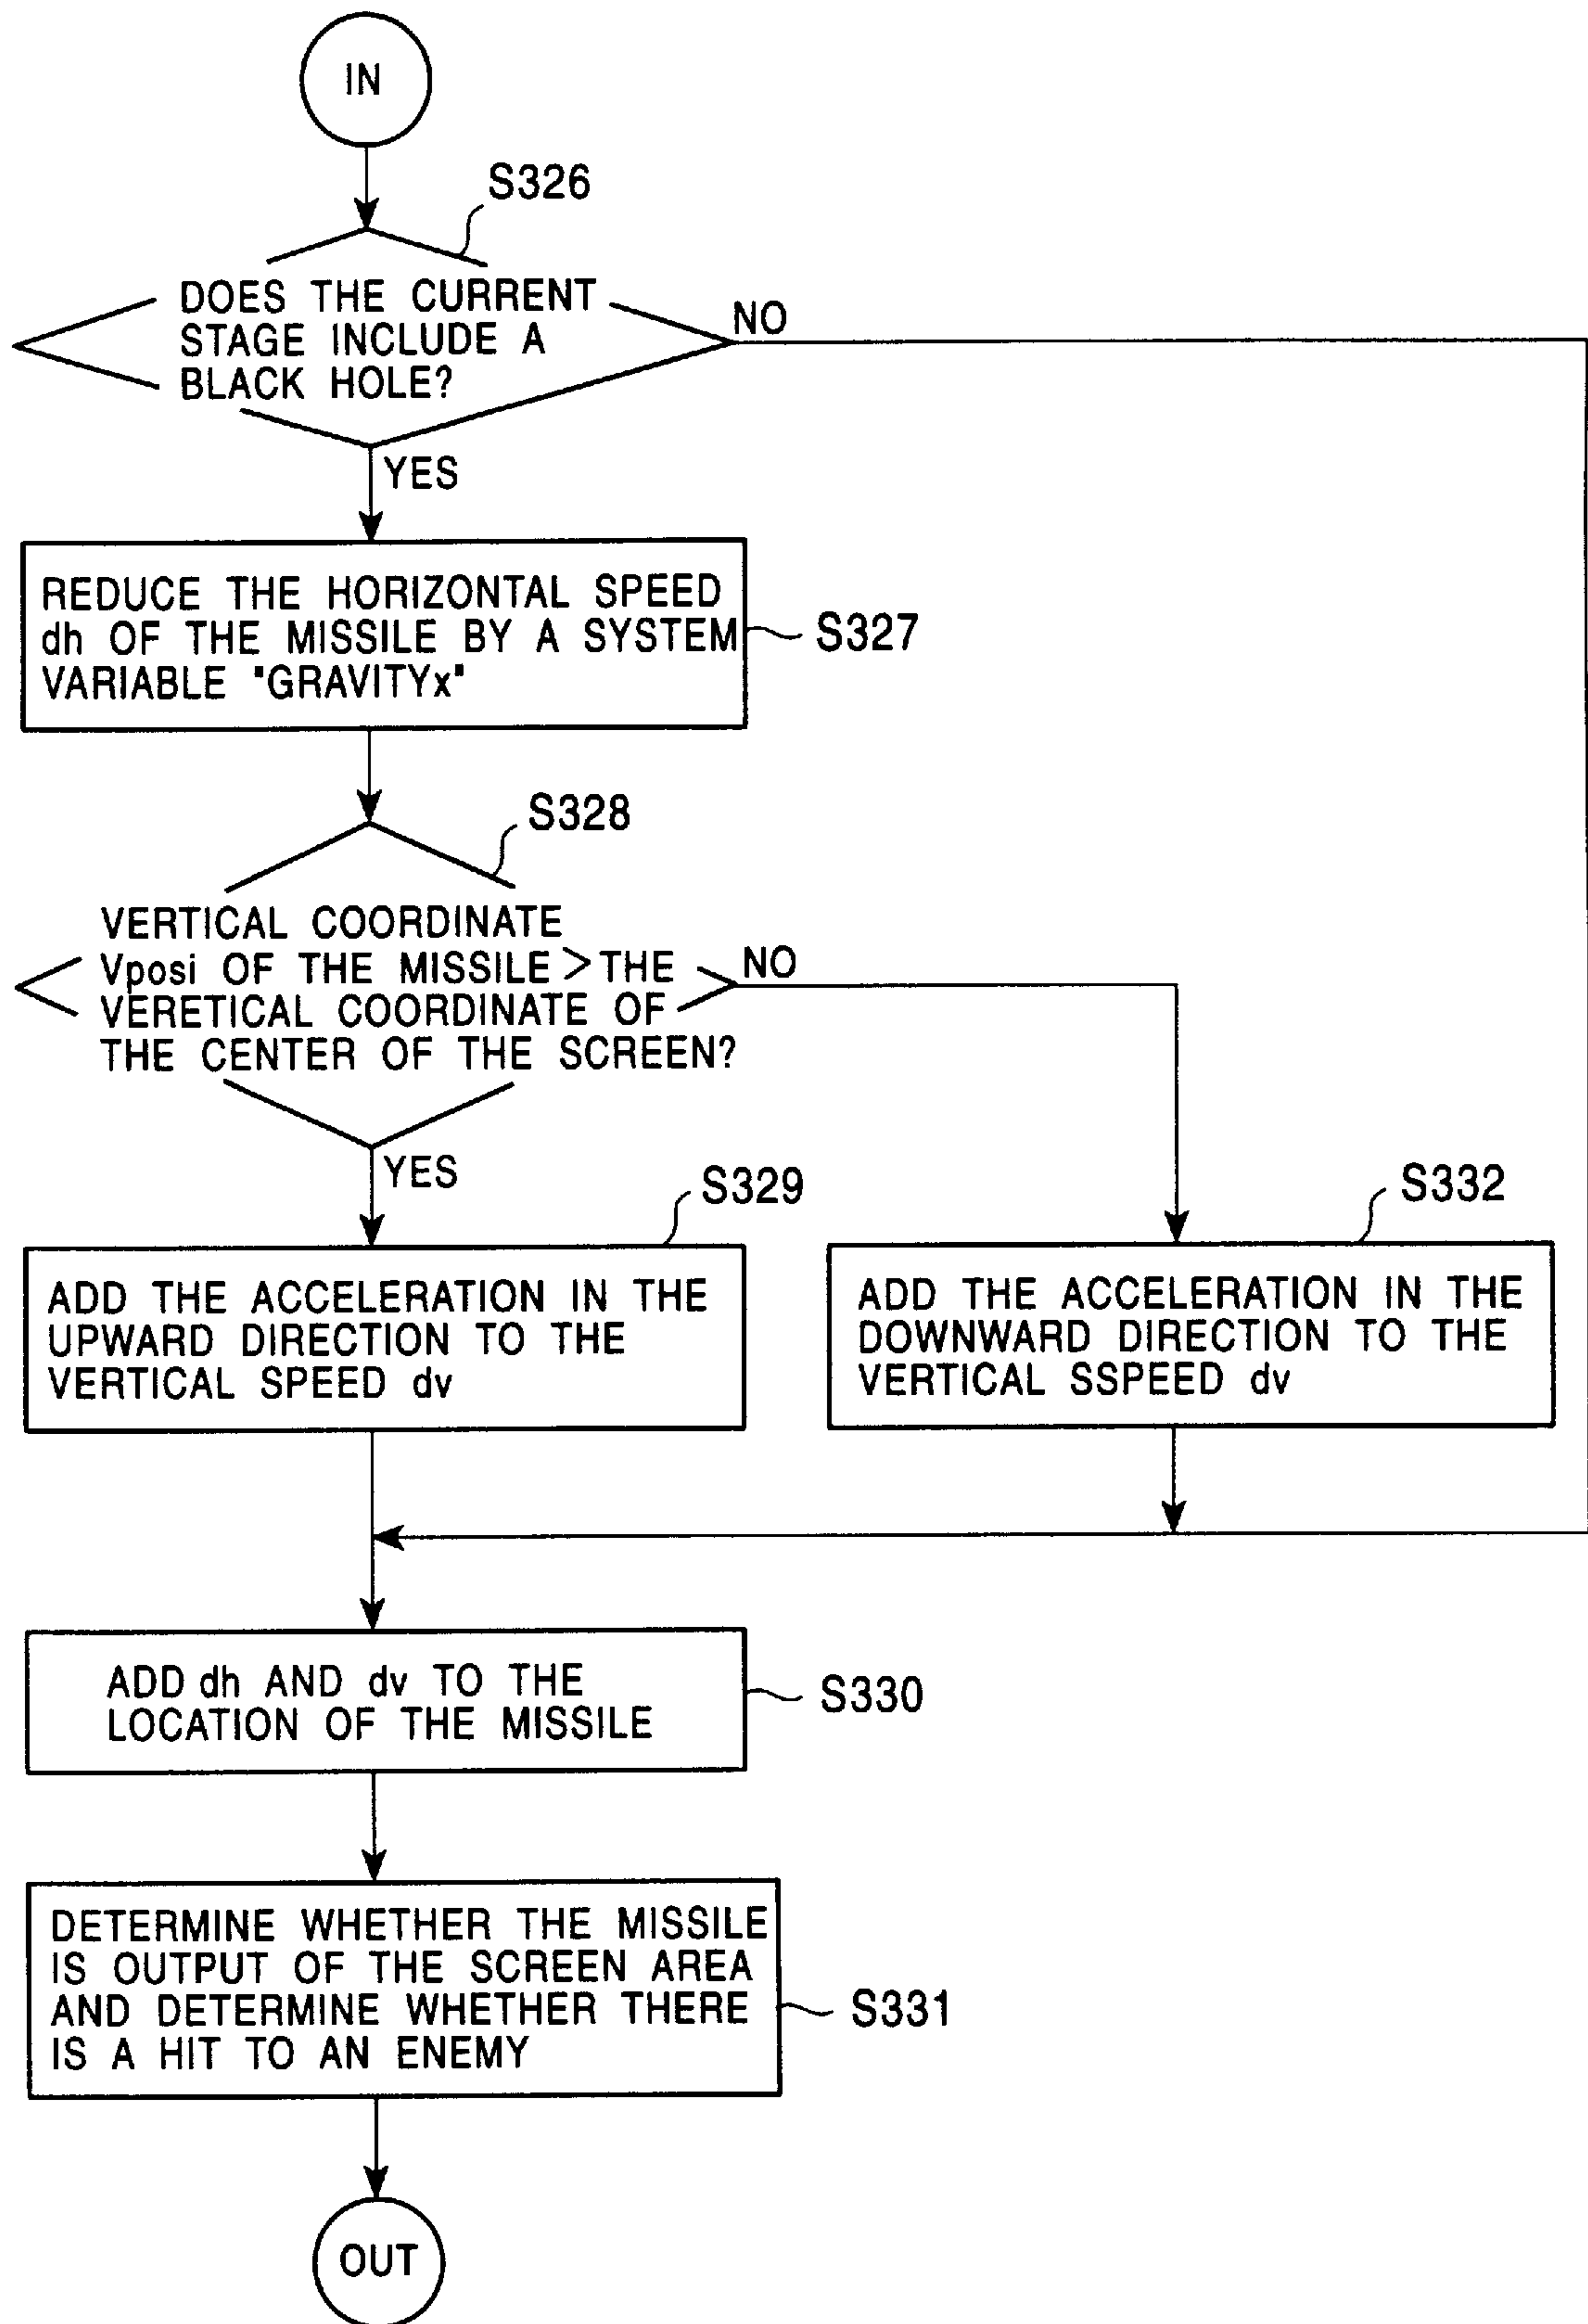 IN
S326
DOES THE CURRENT
STAGE INCLUDE A
BLACK HOLE?
NO
YES
REDUCE THE HORIZONTAL SPEED
dh OF THE MISSILE BY A SYSTEM
VARIABLE "GRAVITYx"
S327
S328
VERTICAL COORDINATE
Vposi OF THE MISSILE > THE
VERETICAL COORDINATE OF
THE CENTER OF THE SCREEN?
NO
YES
S329
ADD THE ACCELERATION IN THE
UPWARD DIRECTION TO THE
VERTICAL SPEED dv
S332
ADD THE ACCELERATION IN THE
DOWNWARD DIRECTION TO THE
VERTICAL SSPEED dv
ADD dh AND dv TO THE
LOCATION OF THE MISSILE
S330
DETERMINE WHETHER THE MISSILE
IS OUTPUT OF THE SCREEN AREA
AND DETERMINE WHETHER THERE
IS A HIT TO AN ENEMY
S331
OUT